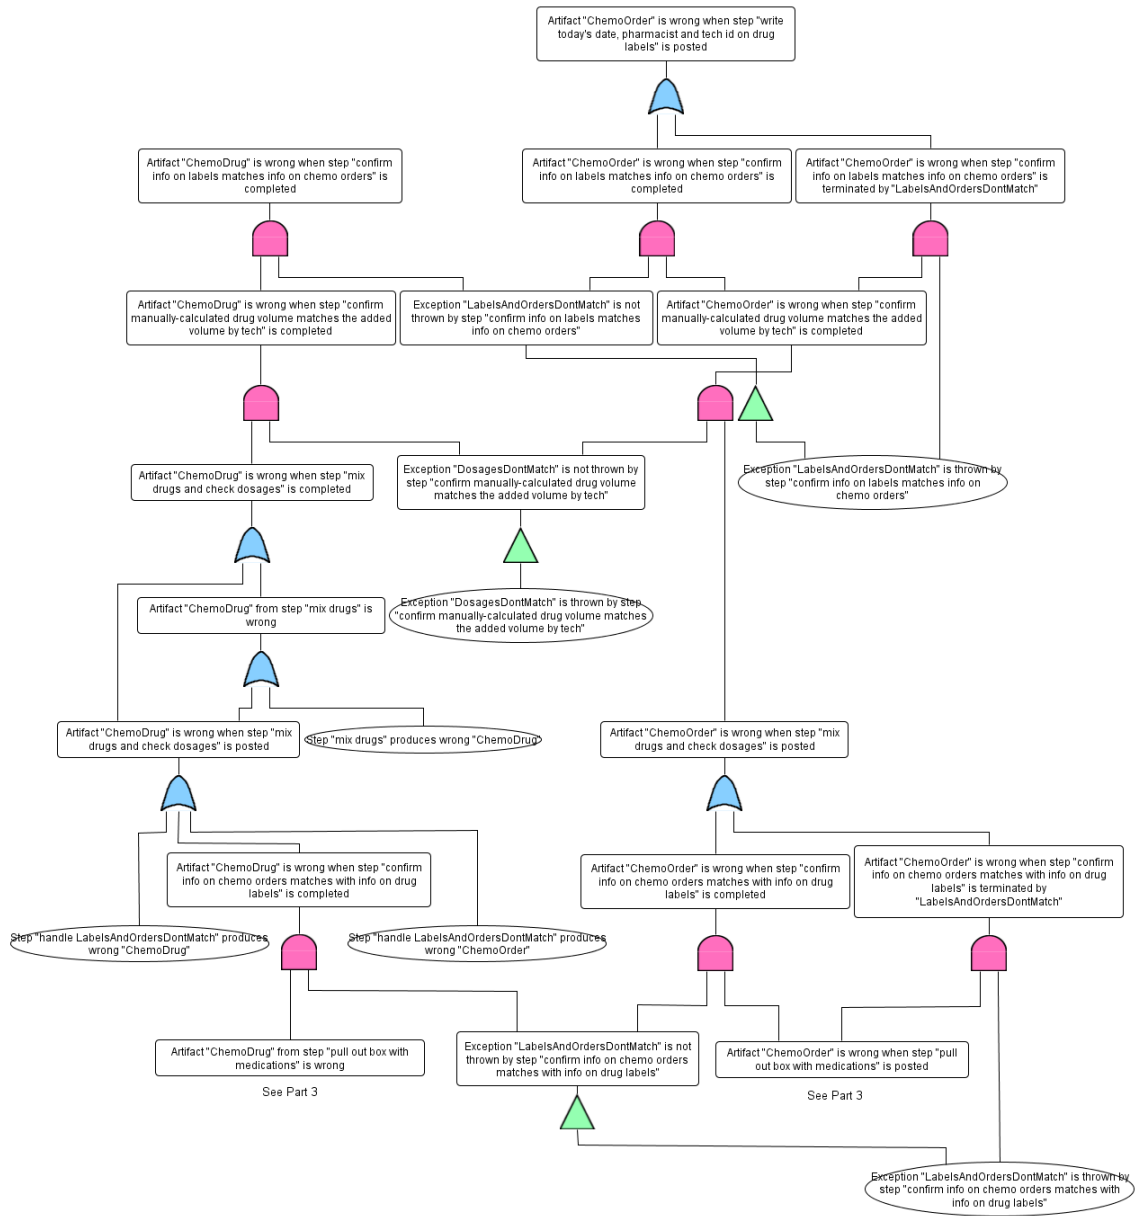 Artifact "ChemoOrder" is wrong when step "write
today's date, pharmacist and tech id on drug
labels" is posted
Artifact "ChemoDrug" is wrong when step "confirm
info on labels matches info on chemo orders" is
completed
Artifact "ChemoOrder" is wrong when step "confirm
info on labels matches info on chemo orders" is
completed
Artifact "ChemoOrder" is wrong when step "confirm
info on labels matches info on chemo orders" is
terminated by "LabelsAndOrdersDontMatch"
Artifact "ChemoDrug" is wrong when step "confirm
manually-calculated drug volume matches the added
volume by tech" is completed
Exception "LabelsAndOrdersDontMatch" is not
thrown by step "confirm info on labels matches
info on chemo orders"
Artifact "ChemoOrder" is wrong when step "confirm
manually-calculated drug volume matches the added
volume by tech" is completed
Artifact "ChemoDrug" is wrong when step "mix
drugs and check dosages" is completed
Exception "DosagesDontMatch" is not thrown by
step "confirm manually-calculated drug volume
matches the added volume by tech"
Exception "LabelsAndOrdersDontMatch" is thrown by
step "confirm info on labels matches info on
chemo orders"
Artifact "ChemoDrug" from step "mix drugs" is
wrong
Exception "DosagesDontMatch" is thrown by step
"confirm manually-calculated drug volume matches
the added volume by tech"
Artifact "ChemoDrug" is wrong when step "mix
drugs and check dosages" is posted
Step "mix drugs" produces wrong "ChemoDrug"
Artifact "ChemoOrder" is wrong when step "mix
drugs and check dosages" is posted
Artifact "ChemoDrug" is wrong when step "confirm
info on chemo orders matches with info on drug
labels" is completed
Artifact "ChemoOrder" is wrong when step "confirm
info on chemo orders matches with info on drug
labels" is completed
Artifact "ChemoOrder" is wrong when step "confirm
info on chemo orders matches with info on drug
labels" is terminated by
"LabelsAndOrdersDontMatch"
Step "handle LabelsAndOrdersDontMatch" produces
wrong "ChemoDrug"
Step "handle LabelsAndOrdersDontMatch" produces
wrong "ChemoOrder"
Artifact "ChemoDrug" from step "pull out box with
medications" is wrong
See Part 3
Exception "LabelsAndOrdersDontMatch" is not
thrown by step "confirm info on chemo orders
matches with info on drug labels"
Artifact "ChemoOrder" is wrong when step "pull
out box with medications" is posted
See Part 3
Exception "LabelsAndOrdersDontMatch" is thrown by
step "confirm info on chemo orders matches with
info on drug labels"